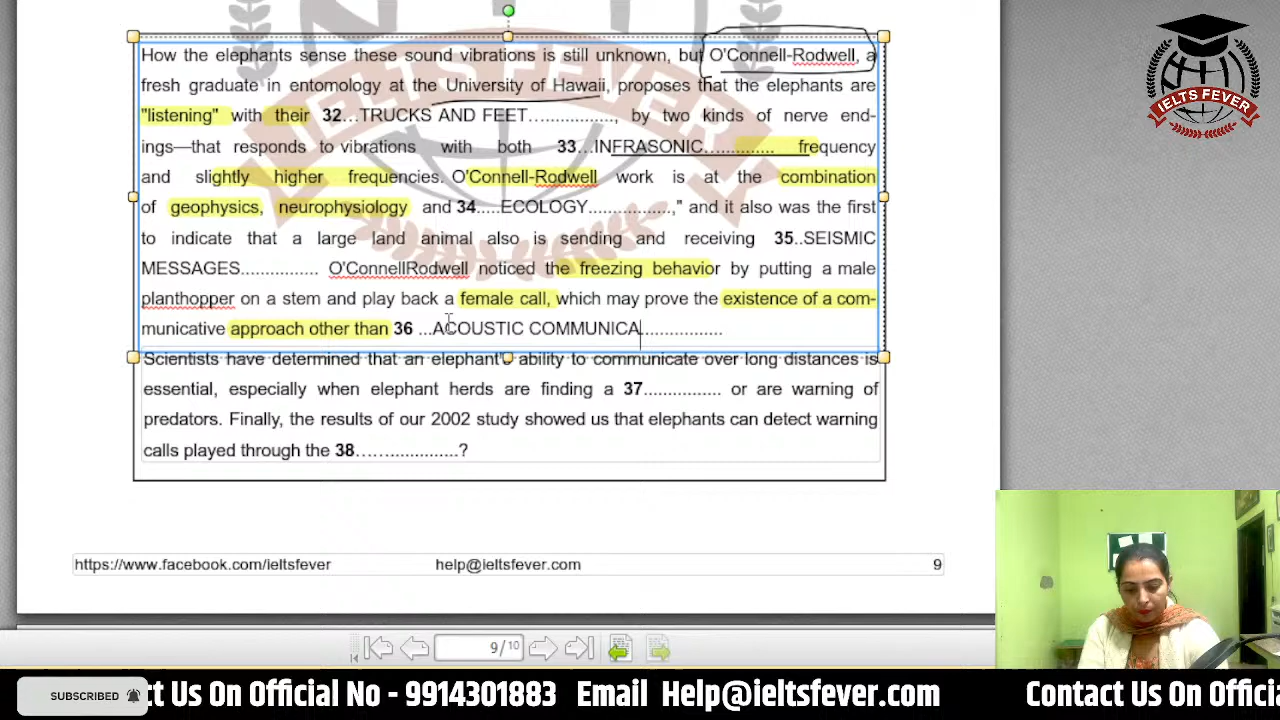 How the elephants sense these sound vibrations is still unknown, but O'Connell-Rodwell, a
fresh graduate in entomology at the University of Hawaii, proposes that the elephants are
"listening" with their 32…TRUCKS AND FEET…..............., by two kinds of nerve end-
ings—that responds to vibrations with both 33…INFRASONIC…............ frequency
and slightly higher frequencies. O'Connell-Rodwell work is at the combination
of geophysics, neurophysiology and 34.....ECOLOGY................," and it also was the first
to indicate that a large land animal also is sending and receiving 35..SEISMIC
MESSAGES............... O'ConnellRodwell noticed the freezing behavior by putting a male
planthopper on a stem and play back a female call, which may prove the existence of a com-
municative approach other than 36 ...ACOUSTIC COMMUNICA................
Scientists have determined that an elephant's ability to communicate over long distances is
essential, especially when elephant herds are finding a 37................ or are warning of
predators. Finally, the results of our 2002 study showed us that elephants can detect warning
calls played through the 38…….............?
https://www.facebook.com/ieltsfever help@ieltsfever.com 9
9/10
IELTS FEVER
SUBSCRIBED
ct Us On Official No - 9914301883 Email Help@ieltsfever.com Contact Us On Offici